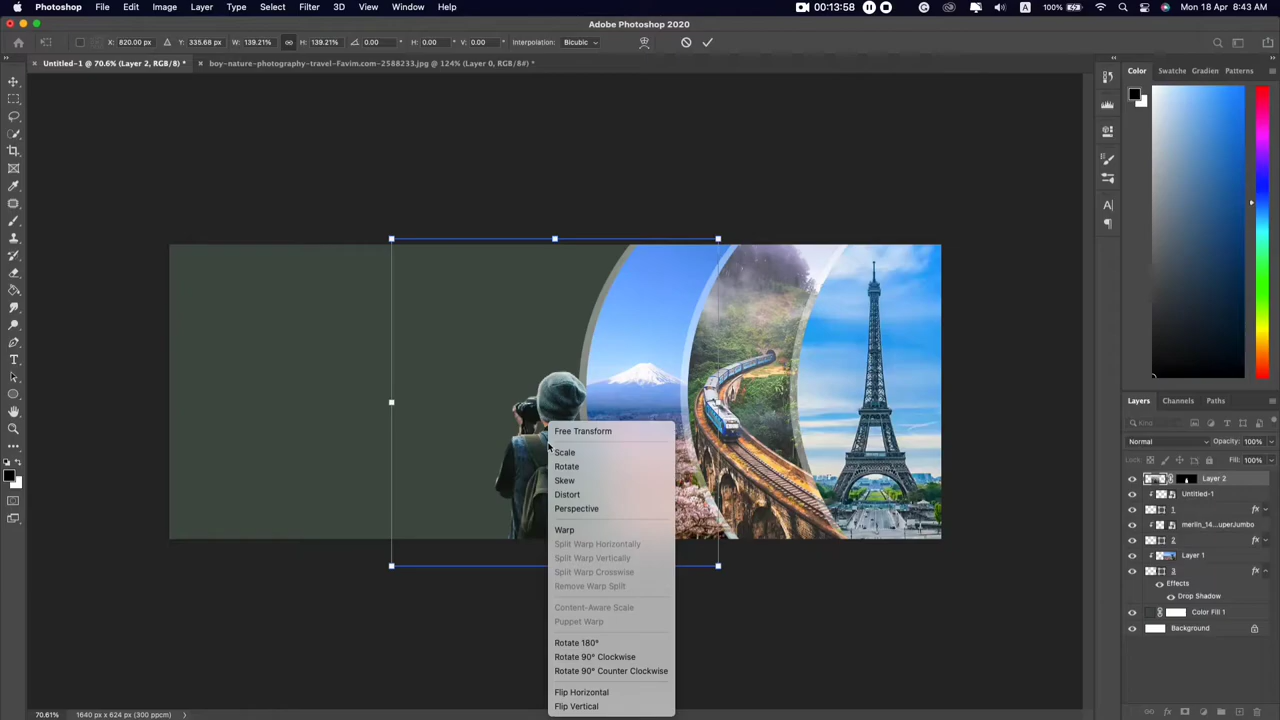 Photoshop File Edit Image Layer Type Select Filter 3D View Window Help 00:13:58 100% Mon 18 Apr 8:43 AM
Adobe Photoshop 2020
X: 820.00 px Y: 335.68 px W: 139.21% H: 139.21% 0.00 ° H: 0.00 ° V: 0.00 ° Interpolation: Bicubic
Untitled-1 @ 70.6% (Layer 2, RGB/8) * boy-nature-photography-travel-Favim.com-2588233.jpg @ 124% (Layer 0, RGB/8#) *
Color Swatche Gradien Patterns
Free Transform
Scale
Rotate
Skew
Distort
Perspective
Warp
Split Warp Horizontally
Split Warp Vertically
Split Warp Crosswise
Remove Warp Split
Content-Aware Scale
Puppet Warp
Rotate 180°
Rotate 90° Clockwise
Rotate 90° Counter Clockwise
Flip Horizontal
Flip Vertical
Layers Channels Paths
Kind
Normal Opacity: 100%
Lock: Fill: 100%
Layer 2
Untitled-1
1 fx
merlin_14...uperJumbo
2 fx
Layer 1
3 fx
Effects
Drop Shadow
Color Fill 1
Background
70.61% 1640 px x 624 px (300 ppcm)